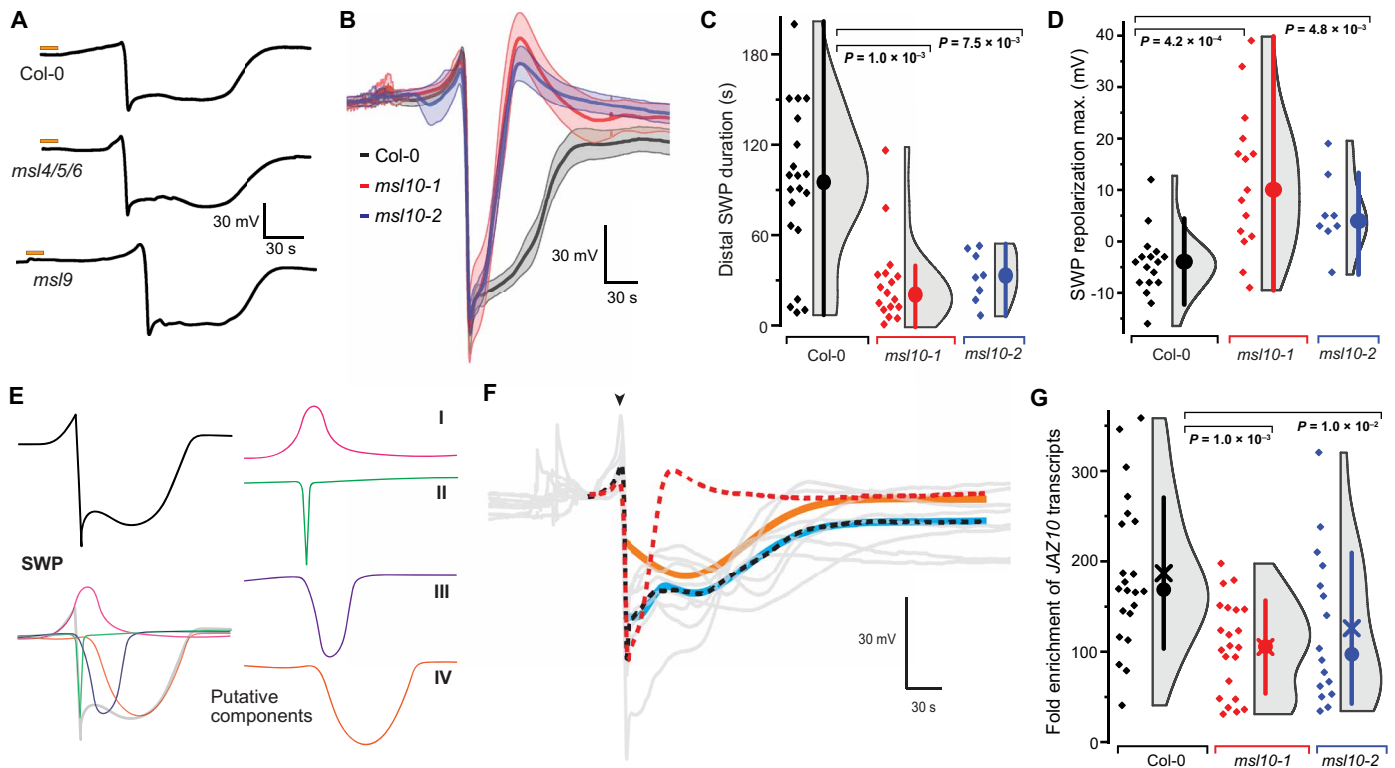 A
Col-0
msl4/5/6
30 mV
30 s
msl9
B
Col-0
msl10-1
msl10-2
30 mV
30 s
C
Distal SWP duration (s)
180
120
60
0
P = 7.5 × 10⁻³
P = 1.0 × 10⁻³
Col-0
msl10-1
msl10-2
D
SWP repolarization max. (mV)
40
30
20
10
0
-10
P = 4.2 × 10⁻⁴
P = 4.8 × 10⁻³
Col-0
msl10-1
msl10-2
E
SWP
I
II
III
IV
Putative
components
F
30 mV
30 s
G
Fold enrichment of JAZ10 transcripts
300
200
100
0
P = 1.0 × 10⁻³
P = 1.0 × 10⁻²
Col-0
msl10-1
msl10-2